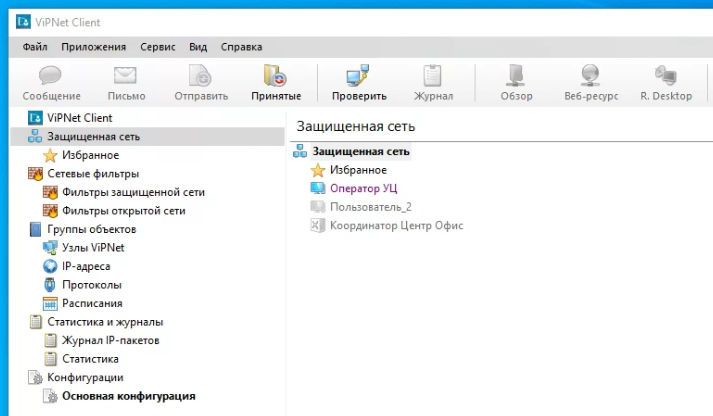 ViPNet Client
Файл Приложения Сервис Вид Справка
Сообщение Письмо Отправить Принятые Проверить Журнал Обзор Веб-ресурс R. Desktop
ViPNet Client
Защищенная сеть
Избранное
Сетевые фильтры
Фильтры защищенной сети
Фильтры открытой сети
Группы объектов
Узлы ViPNet
IP-адреса
Протоколы
Расписания
Статистика и журналы
Журнал IP-пакетов
Статистика
Конфигурации
Основная конфигурация
Защищенная сеть
Защищенная сеть
Избранное
Оператор УЦ
Пользователь_2
Координатор Центр Офис